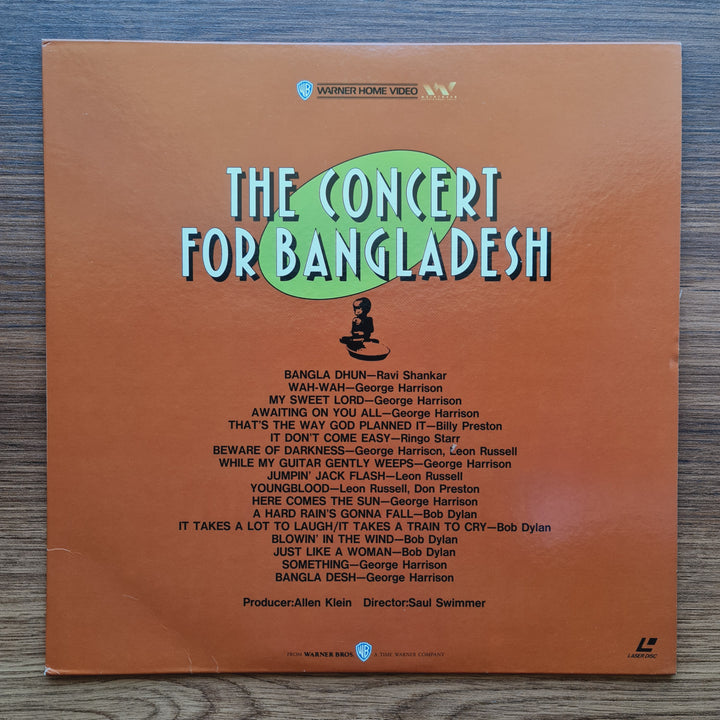 WB WARNER HOME VIDEO
THE CONCERT
FOR BANGLADESH
BANGLA DHUN—Ravi Shankar
WAH-WAH—George Harrison
MY SWEET LORD—George Harrison
AWAITING ON YOU ALL—George Harrison
THAT'S THE WAY GOD PLANNED IT—Billy Preston
IT DON'T COME EASY—Ringo Starr
BEWARE OF DARKNESS—George Harrison, Leon Russell
WHILE MY GUITAR GENTLY WEEPS—George Harrison
JUMPIN' JACK FLASH—Leon Russell
YOUNGBLOOD—Leon Russell, Don Preston
HERE COMES THE SUN—George Harrison
A HARD RAIN'S GONNA FALL—Bob Dylan
IT TAKES A LOT TO LAUGH/IT TAKES A TRAIN TO CRY—Bob Dylan
BLOWIN' IN THE WIND—Bob Dylan
JUST LIKE A WOMAN—Bob Dylan
SOMETHING—George Harrison
BANGLA DESH—George Harrison
Producer:Allen Klein Director:Saul Swimmer
FROM WARNER BROS. WB A TIME WARNER COMPANY
LASER DISC